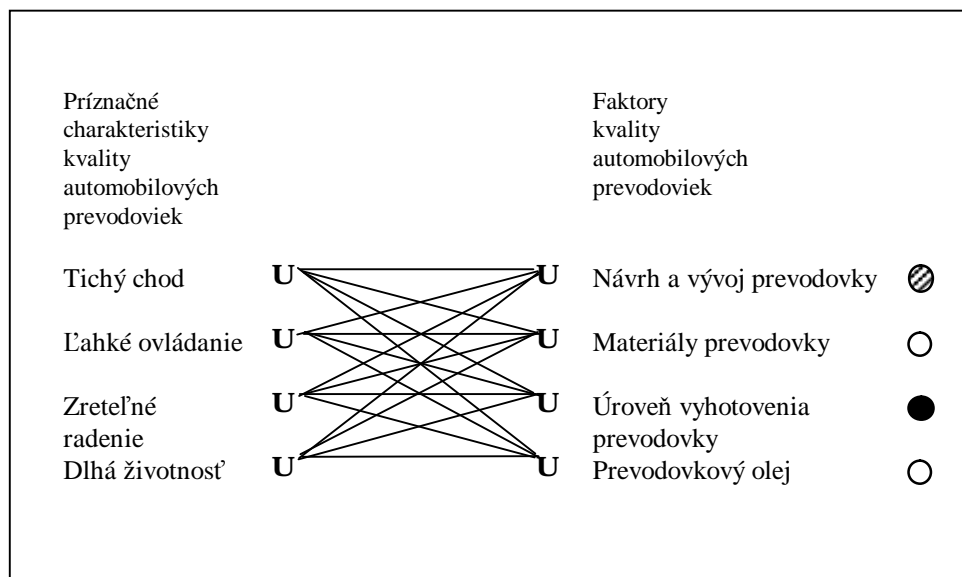 Príznačné
charakteristiky
kvality
automobilových
prevodoviek
Faktory
kvality
automobilových
prevodoviek
Tichý chod U U Návrh a vývoj prevodovky
Ľahké ovládanie U U Materiály prevodovky
Zreteľné U U Úroveň vyhotovenia
radenie prevodovky
Dlhá životnosť U U Prevodovkový olej